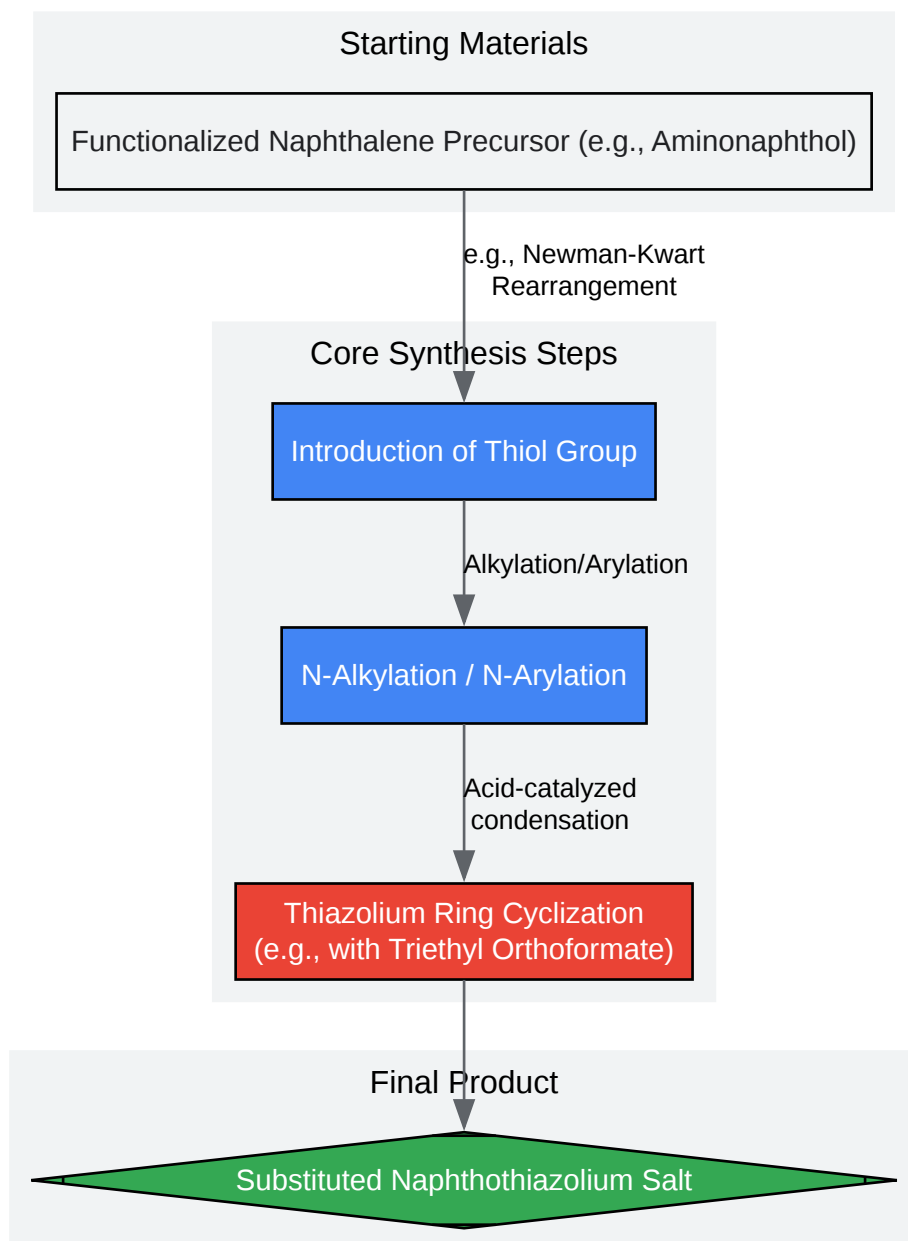 Starting Materials
Functionalized Naphthalene Precursor (e.g., Aminonaphthol)
e.g., Newman-Kwart
Rearrangement
Core Synthesis Steps
Introduction of Thiol Group
Alkylation/Arylation
N-Alkylation / N-Arylation
Acid-catalyzed
condensation
Thiazolium Ring Cyclization
(e.g., with Triethyl Orthoformate)
Final Product
Substituted Naphthothiazolium Salt